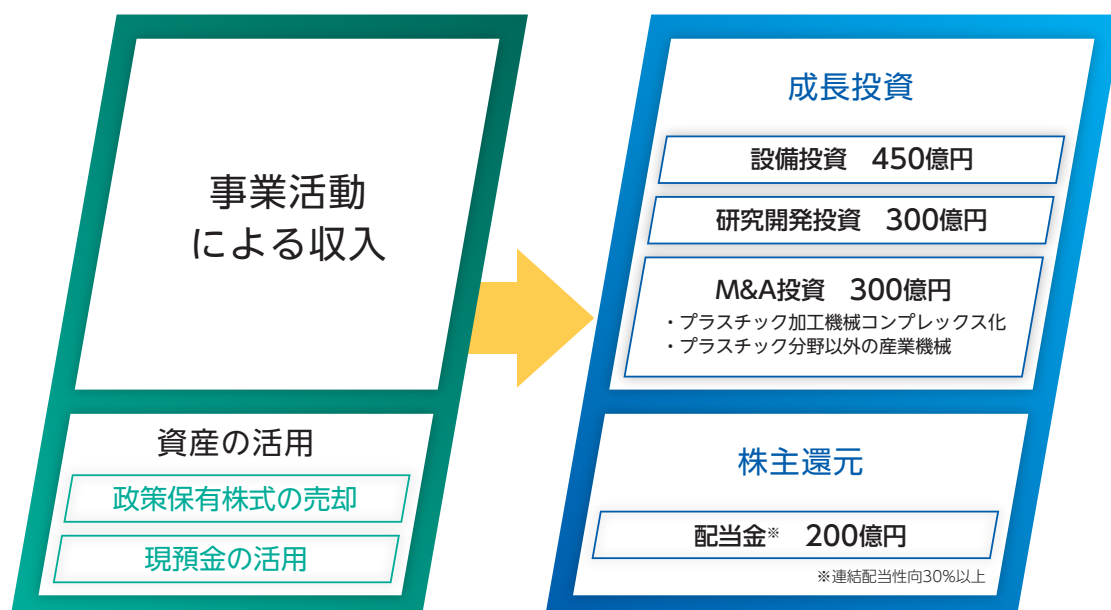 事業活動
による収入
資産の活用
政策保有株式の売却
現預金の活用
成長投資
設備投資　450億円
研究開発投資　300億円
M&A投資　300億円
・プラスチック加工機械コンプレックス化
・プラスチック分野以外の産業機械
株主還元
配当金※　200億円
※連結配当性向30%以上